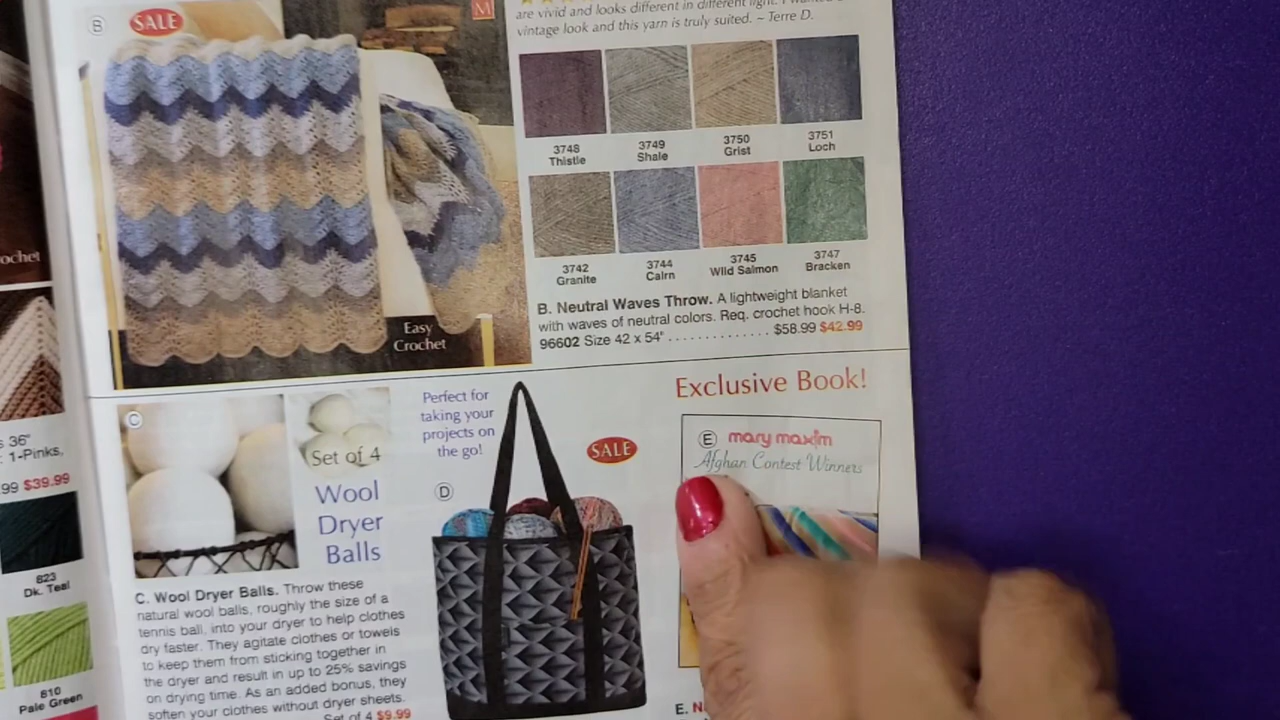 B
SALE
M
are vivid and looks different in different light. I wanted a
vintage look and this yarn is truly suited. ~ Terre D.
3748
Thistle
3749
Shale
3750
Grist
3751
Loch
3742
Granite
3744
Cairn
3745
Wild Salmon
3747
Bracken
B. Neutral Waves Throw. A lightweight blanket
with waves of neutral colors. Req. crochet hook H-8.
96602 Size 42 x 54" . . . . . . . . . . . $58.99 $42.99
Easy
Crochet
ochet
s 36"
: 1-Pinks,
99 $39.99
823
Dk. Teal
810
Pale Green
C
Set of 4
Wool
Dryer
Balls
C. Wool Dryer Balls. Throw these
natural wool balls, roughly the size of a
tennis ball, into your dryer to help clothes
dry faster. They agitate clothes or towels
to keep them from sticking together in
the dryer and result in up to 25% savings
on drying time. As an added bonus, they
soften your clothes without dryer sheets.
Set of 4 $9.99
Perfect for
taking your
projects on
the go!
D
SALE
Exclusive Book!
E mary maxim
Afghan Contest Winners
E. N